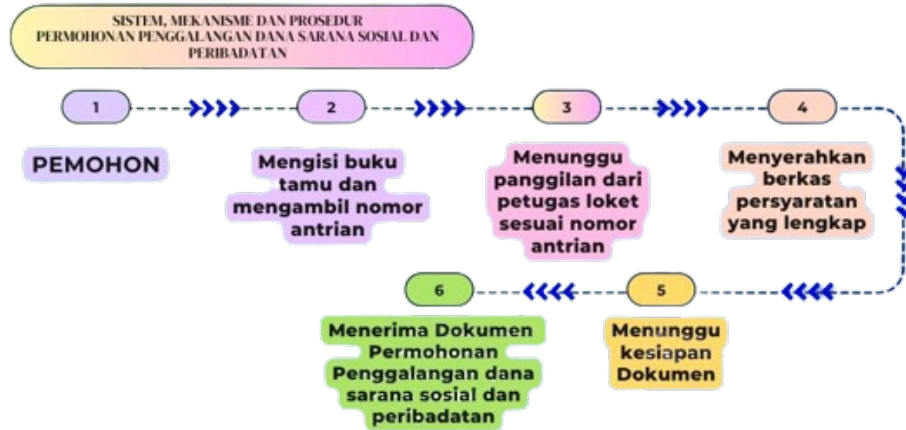 SISTEM, MEKANISME DAN PROSEDUR
PERMOHONAN PENGGALANGAN DANA SARANA SOSIAL DAN
PERIBADATAN
1
2
3
4
PEMOHON
Mengisi buku
tamu dan
mengambil nomor
antrian
Menunggu
panggilan dari
petugas loket
sesuai nomor
antrian
Menyerahkan
berkas
persyaratan
yang lengkap
5
Menunggu
kesiapan
Dokumen
6
Menerima Dokumen
Permohonan
Penggalangan dana
sarana sosial dan
peribadatan